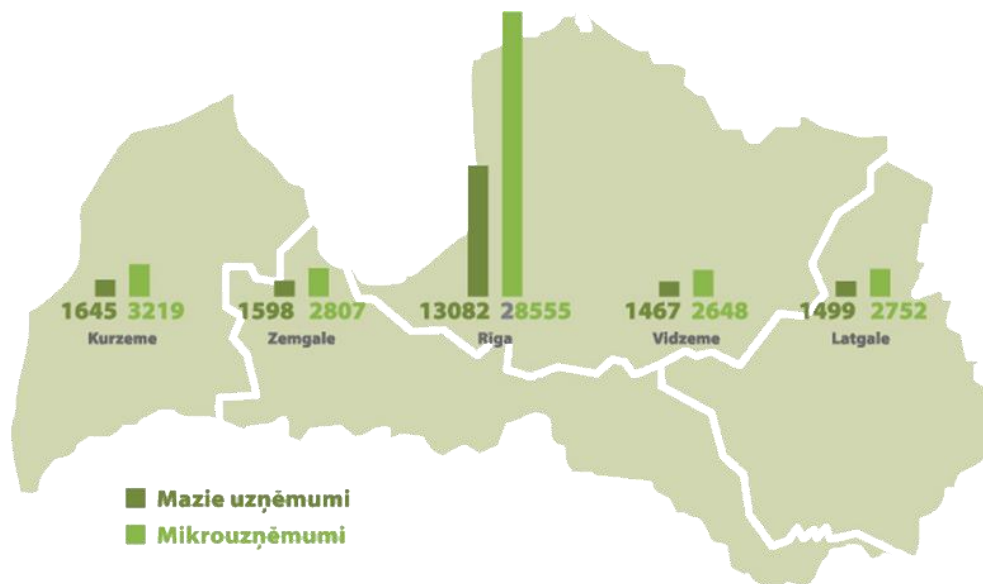 1645 3219 1598 2807 13082 28555 1467 2648 1499 2752
Kurzeme Zemgale Rīga Vidzeme Latgale
Mazie uzņēmumi
Mikrouzņēmumi